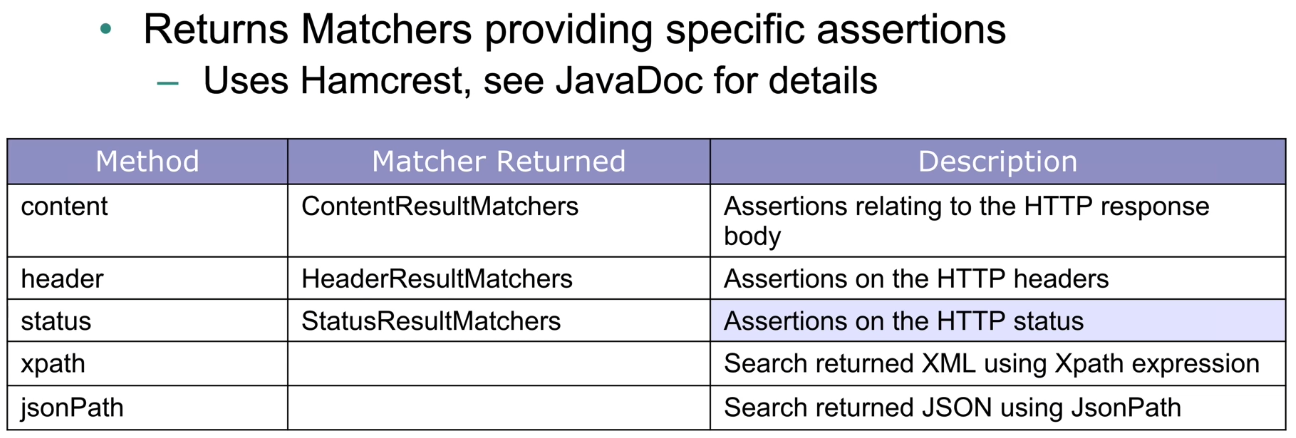 • Returns Matchers providing specific assertions
– Uses Hamcrest, see JavaDoc for details
Method Matcher Returned Description
content ContentResultMatchers Assertions relating to the HTTP response
body
header HeaderResultMatchers Assertions on the HTTP headers
status StatusResultMatchers Assertions on the HTTP status
xpath Search returned XML using Xpath expression
jsonPath Search returned JSON using JsonPath